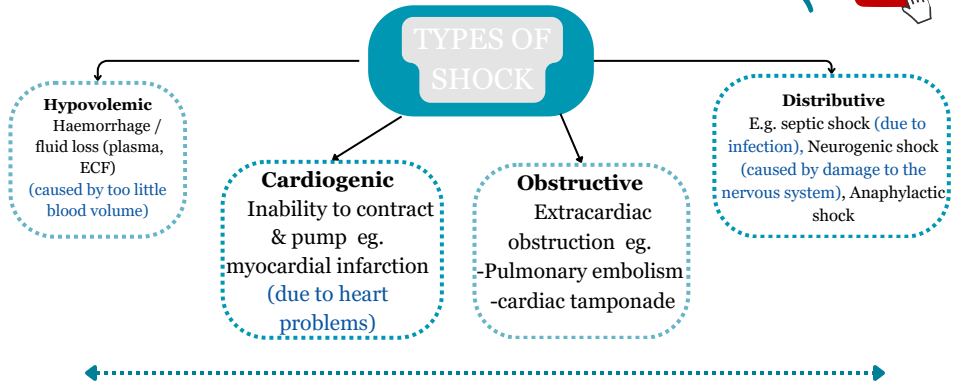 TYPES OF
SHOCK
Hypovolemic
Haemorrhage /
fluid loss (plasma,
ECF)
(caused by too little
blood volume)
Cardiogenic
Inability to contract
& pump eg.
myocardial infarction
(due to heart
problems)
Obstructive
Extracardiac
obstruction eg.
-Pulmonary embolism
-cardiac tamponade
Distributive
E.g. septic shock (due to
infection), Neurogenic shock
(caused by damage to the
nervous system), Anaphylactic
shock